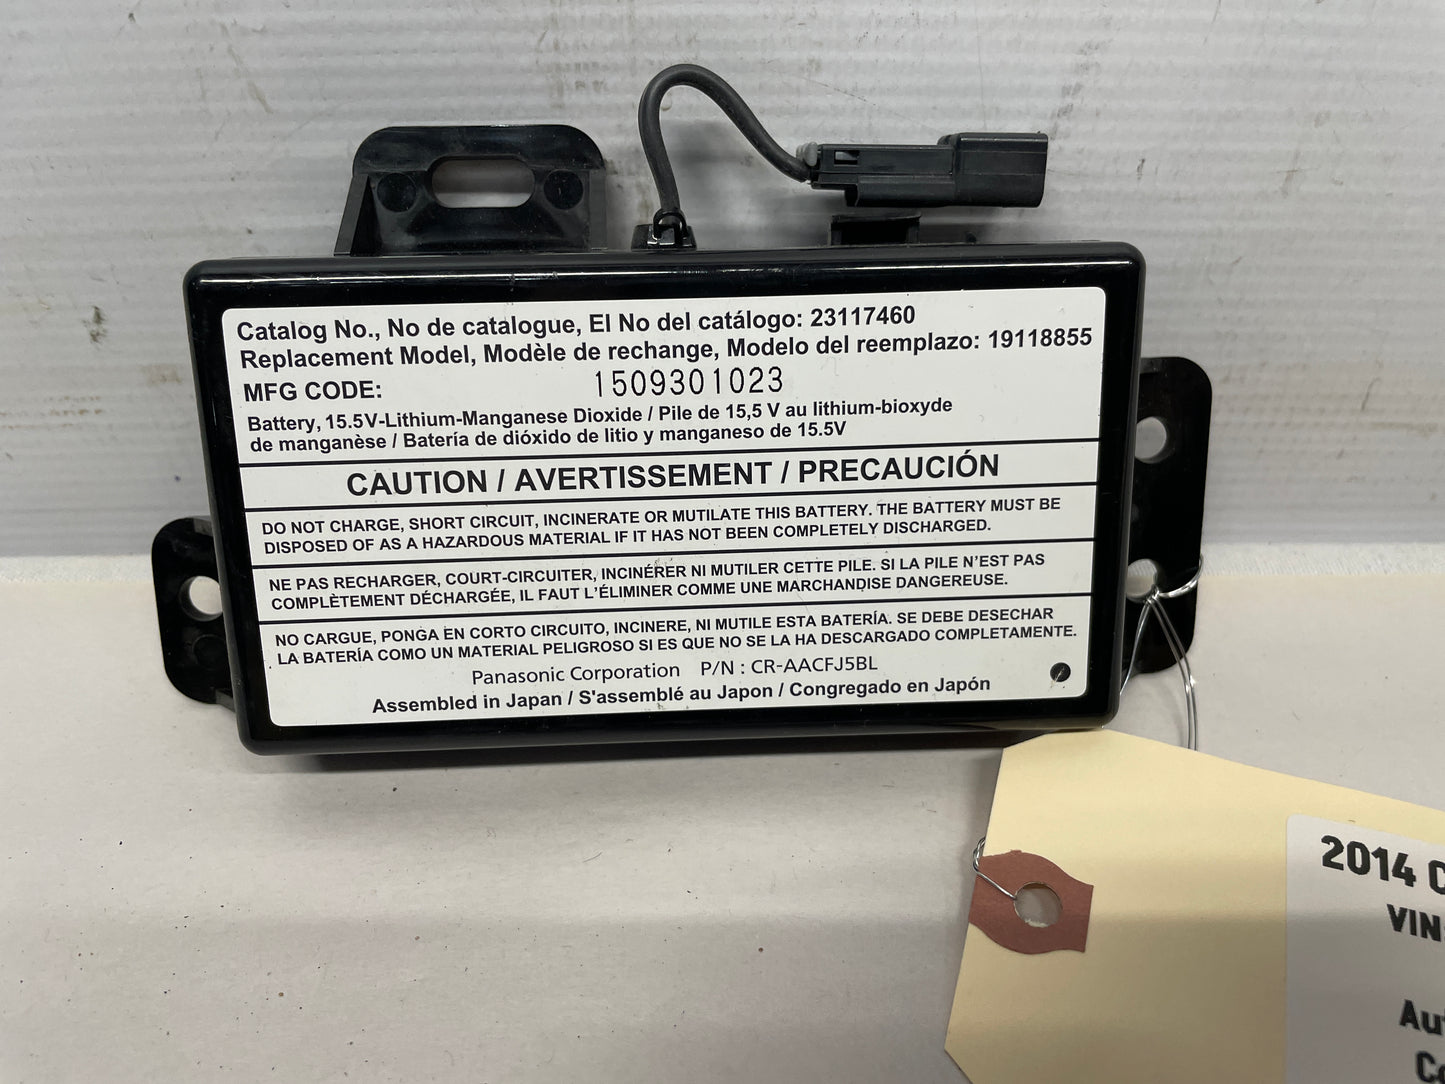 Catalog No., No de catalogue, El No del catálogo: 23117460
Replacement Model, Modèle de rechange, Modelo del reemplazo: 19118855
MFG CODE: 1509301023
Battery, 15.5V-Lithium-Manganese Dioxide / Pile de 15,5 V au lithium-bioxyde
de manganèse / Batería de dióxido de litio y manganeso de 15.5V
CAUTION / AVERTISSEMENT / PRECAUCIÓN
DO NOT CHARGE, SHORT CIRCUIT, INCINERATE OR MUTILATE THIS BATTERY. THE BATTERY MUST BE
DISPOSED OF AS A HAZARDOUS MATERIAL IF IT HAS NOT BEEN COMPLETELY DISCHARGED.
NE PAS RECHARGER, COURT-CIRCUITER, INCINÉRER NI MUTILER CETTE PILE. SI LA PILE N'EST PAS
COMPLÈTEMENT DÉCHARGÉE, IL FAUT L'ÉLIMINER COMME UNE MARCHANDISE DANGEREUSE.
NO CARGUE, PONGA EN CORTO CIRCUITO, INCINERE, NI MUTILE ESTA BATERÍA. SE DEBE DESECHAR
LA BATERÍA COMO UN MATERIAL PELIGROSO SI ES QUE NO SE LA HA DESCARGADO COMPLETAMENTE.
Panasonic Corporation P/N : CR-AACFJ5BL
Assembled in Japan / S'assemblé au Japon / Congregado en Japón
2014
VIN: